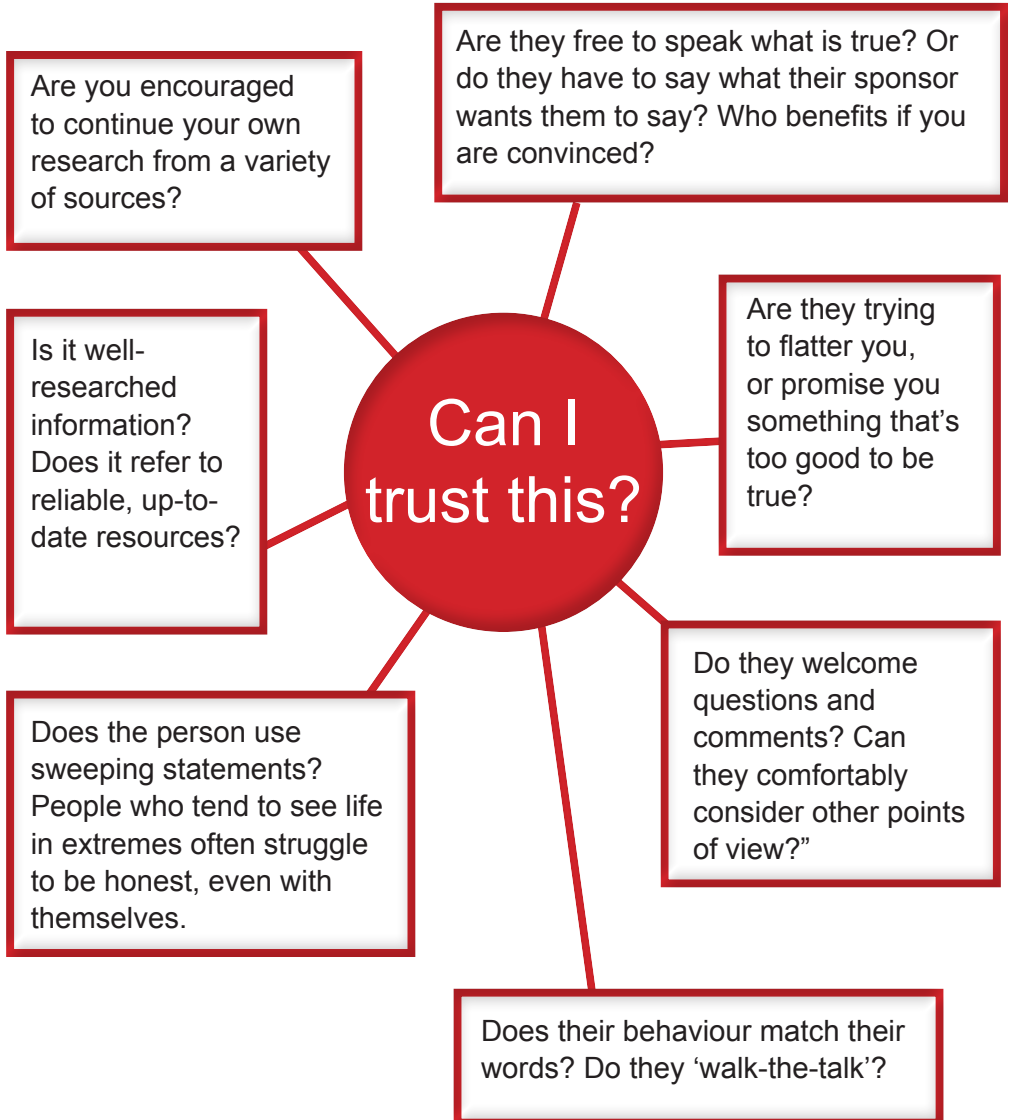 Are you encouraged
to continue your own
research from a variety
of sources?
Are they free to speak what is true? Or
do they have to say what their sponsor
wants them to say? Who benefits if you
are convinced?
Is it well-
researched
information?
Does it refer to
reliable, up-to-
date resources?
Can I
trust this?
Are they trying
to flatter you,
or promise you
something that's
too good to be
true?
Does the person use
sweeping statements?
People who tend to see life
in extremes often struggle
to be honest, even with
themselves.
Do they welcome
questions and
comments? Can
they comfortably
consider other points
of view?”
Does their behaviour match their
words? Do they ‘walk-the-talk’?